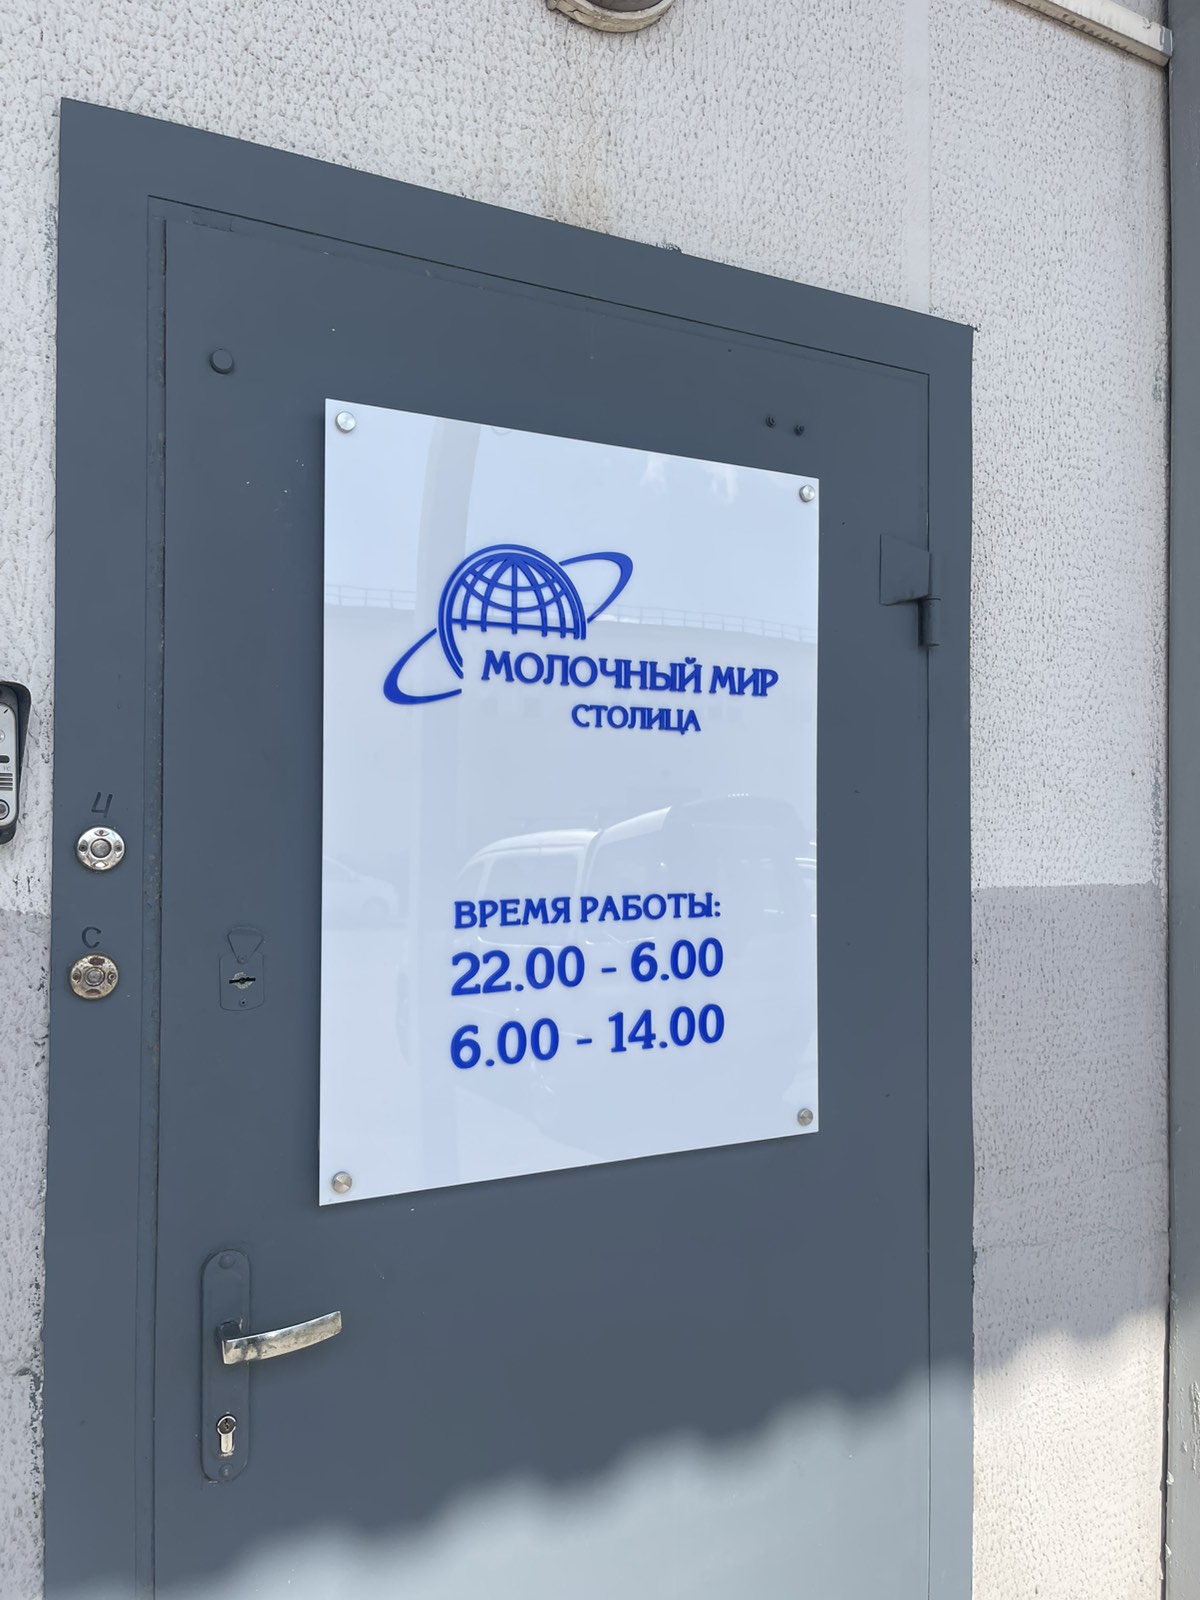 МОЛОЧНЫЙ МИР
СТОЛИЦА
Ч
С
ВРЕМЯ РАБОТЫ:
22.00 - 6.00
6.00 - 14.00